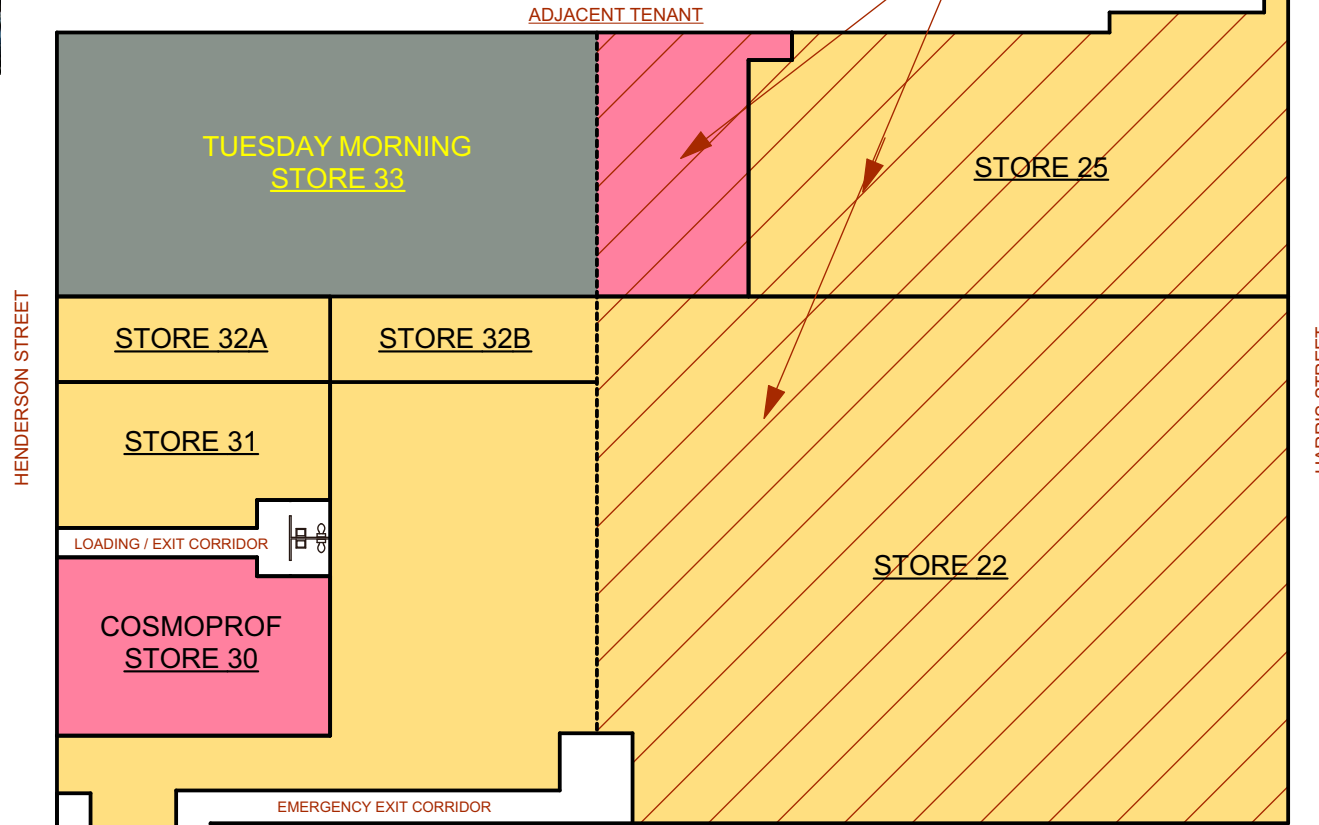 ADJACENT TENANT
TUESDAY MORNING
STORE 33
STORE 25
HENDERSON STREET
STORE 32A
STORE 32B
STORE 31
LOADING / EXIT CORRIDOR
STORE 22
COSMOPROF
STORE 30
EMERGENCY EXIT CORRIDOR